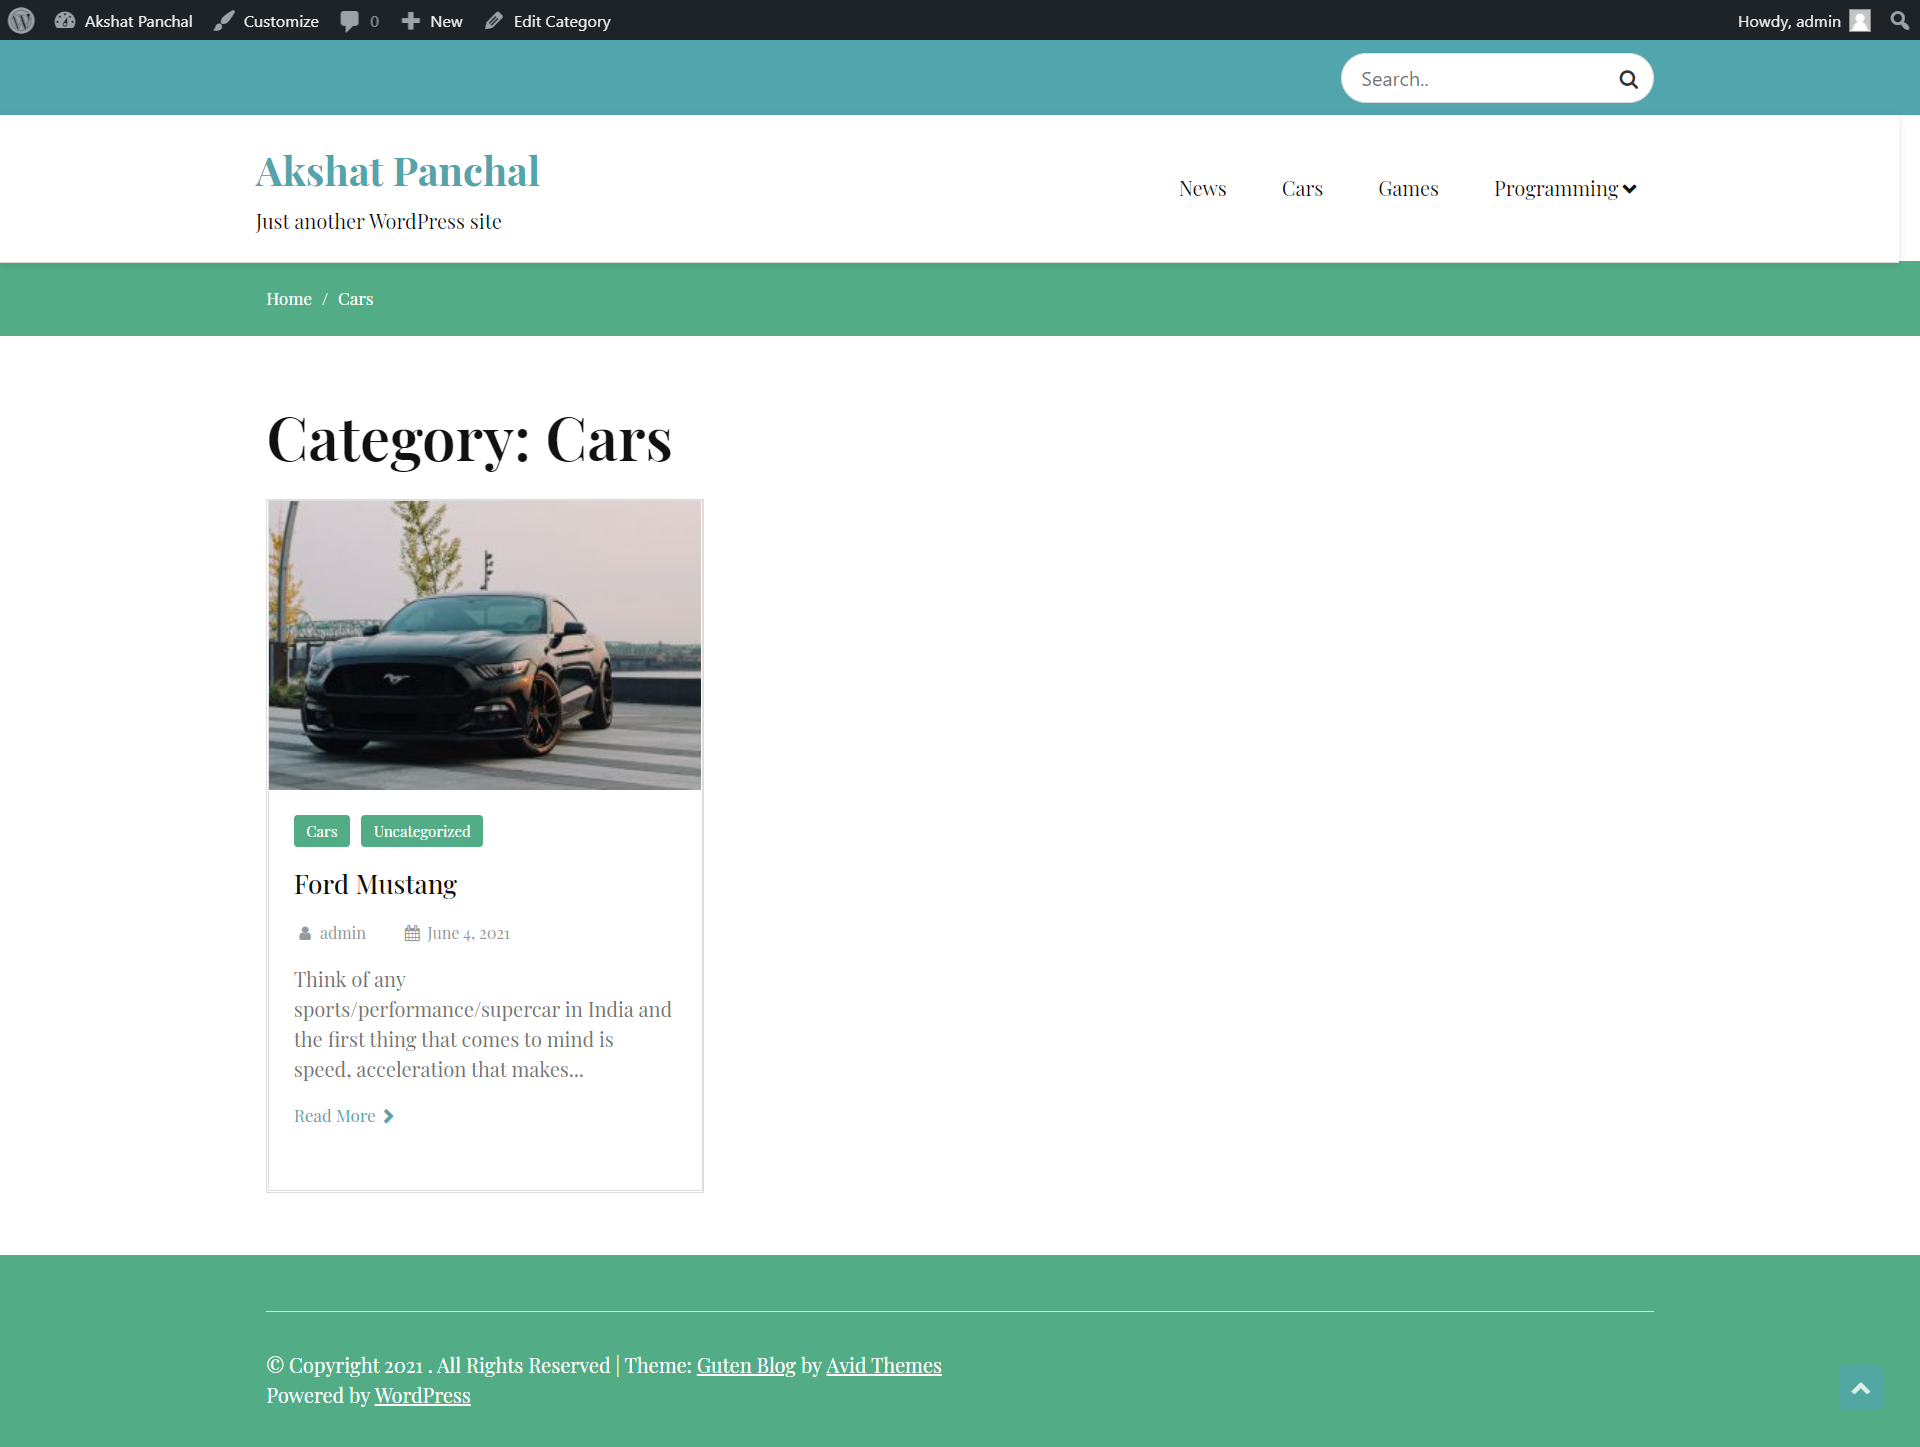 Akshat Panchal
Customize
0
New
Edit Category
Howdy, admin
Search..
Akshat Panchal
Just another WordPress site
News
Cars
Games
Programming
Home / Cars
Category: Cars
Cars
Uncategorized
Ford Mustang
admin
June 4, 2021
Think of any
sports/performance/supercar in India and
the first thing that comes to mind is
speed, acceleration that makes...
Read More
© Copyright 2021 . All Rights Reserved | Theme: Guten Blog by Avid Themes
Powered by WordPress